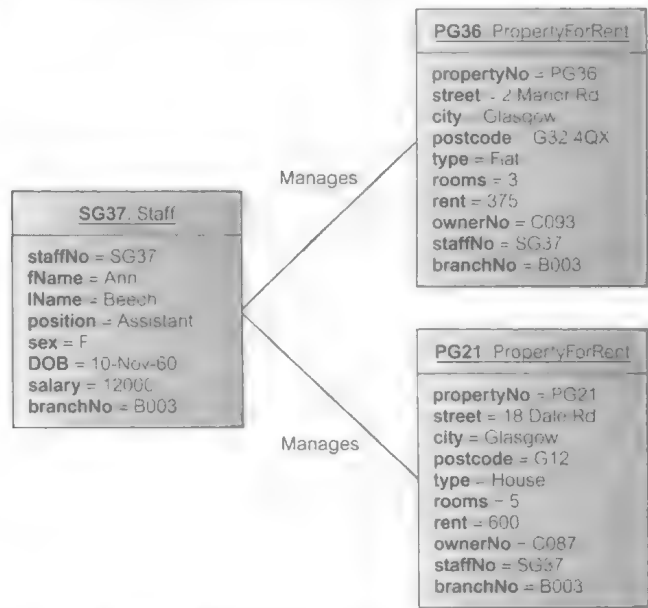 PG36 PropertyForRent
propertyNo = PG36
street - 2 Manor Rd
city - Glasgow
postcode G32 4QX
type = Flat
rooms = 3
rent = 375
ownerNo = C093
staffNo = SG37
branchNo = B003
Manages
SG37. Staff
staffNo = SG37
fName = Ann
lName = Beech
position = Assistant
sex = F
DOB = 10-Nov-60
salary = 12000
branchNo = B003
Manages
PG21 PropertyForRent
propertyNo = PG21
street = 18 Dale Rd
city = Glasgow
postcode = G12
type = House
rooms = 5
rent = 600
ownerNo = C087
staffNo = SG37
branchNo = B003